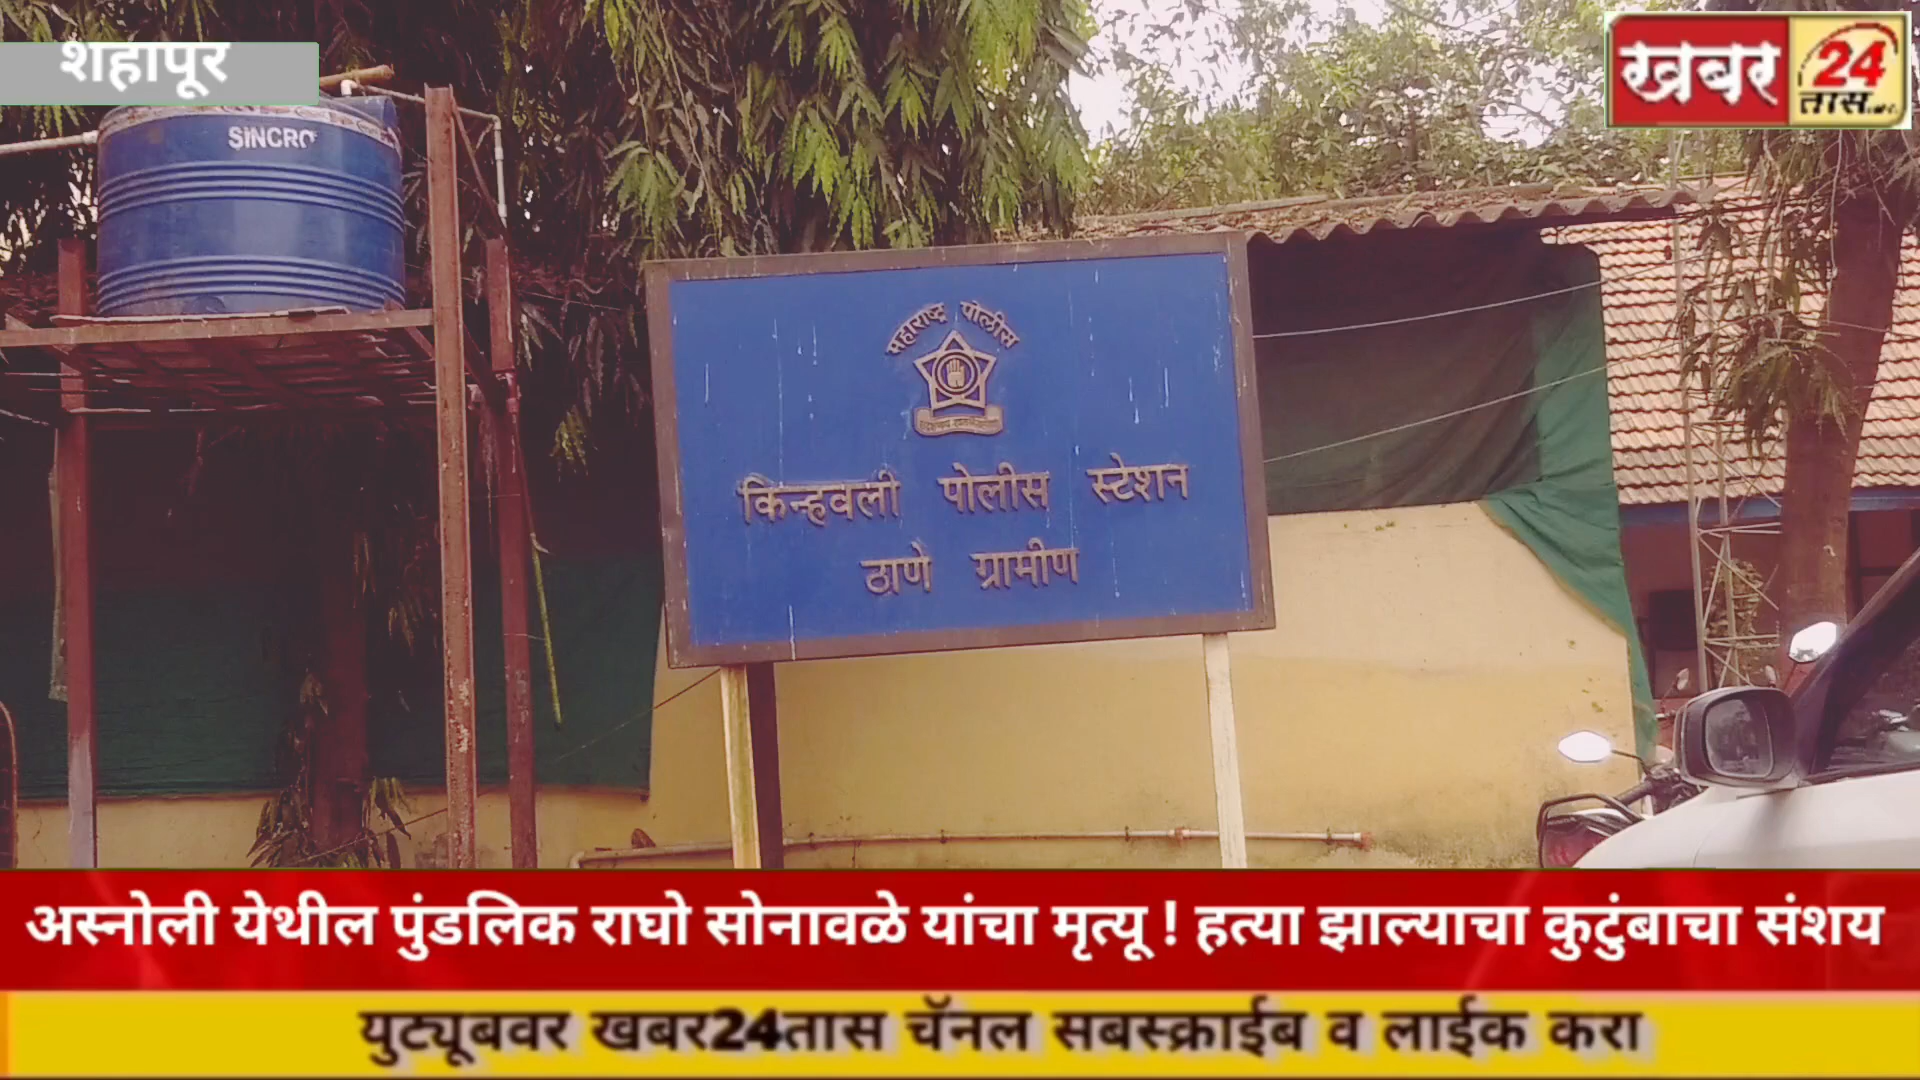 शहापूर
खबर 24 तास
SINCRO
महाराष्ट्र पोलीस
किन्हवली पोलीस स्टेशन
ठाणे ग्रामीण
अस्नोली येथील पुंडलिक राघो सोनावळे यांचा मृत्यू ! हत्या झाल्याचा कुटुंबाचा संशय
युट्यूबवर खबर24तास चॅनल सबस्क्राईब व लाईक करा